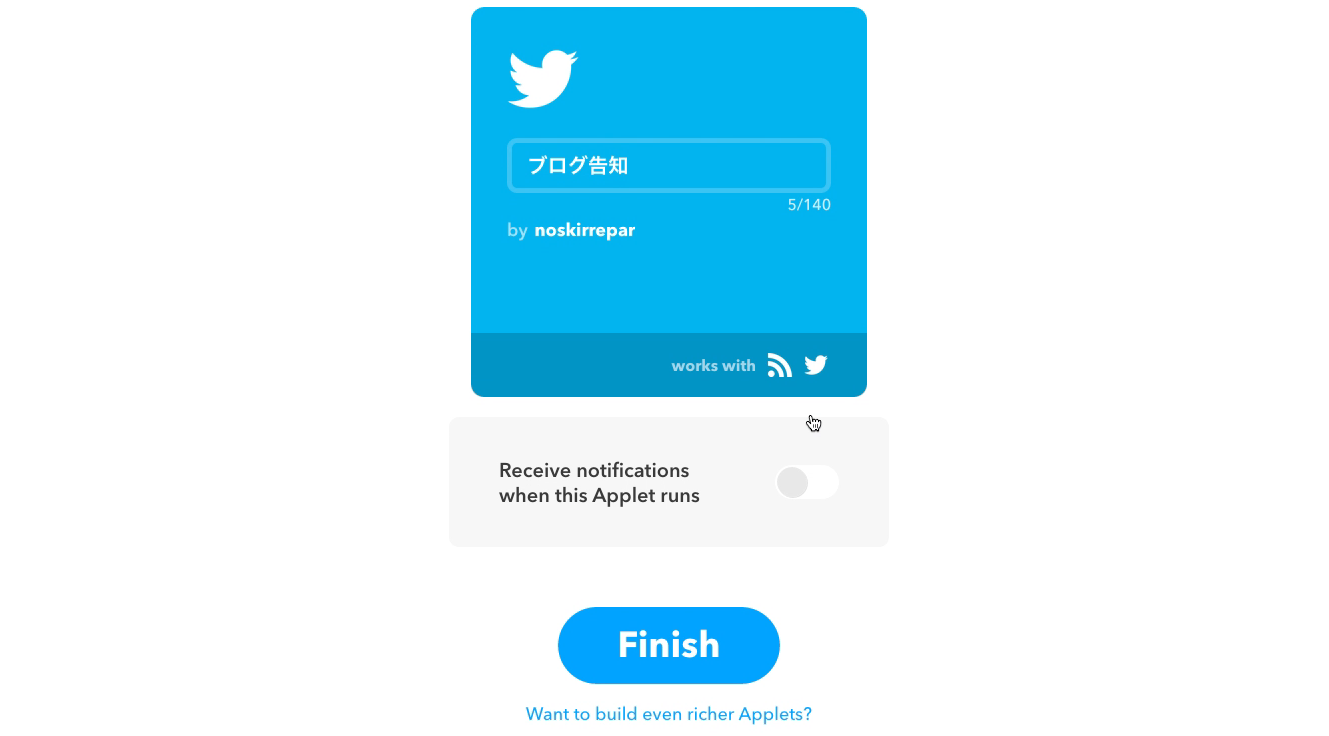 ブログ告知
5/140
by noskirrepar
works with
Receive notifications
when this Applet runs
Finish
Want to build even richer Applets?